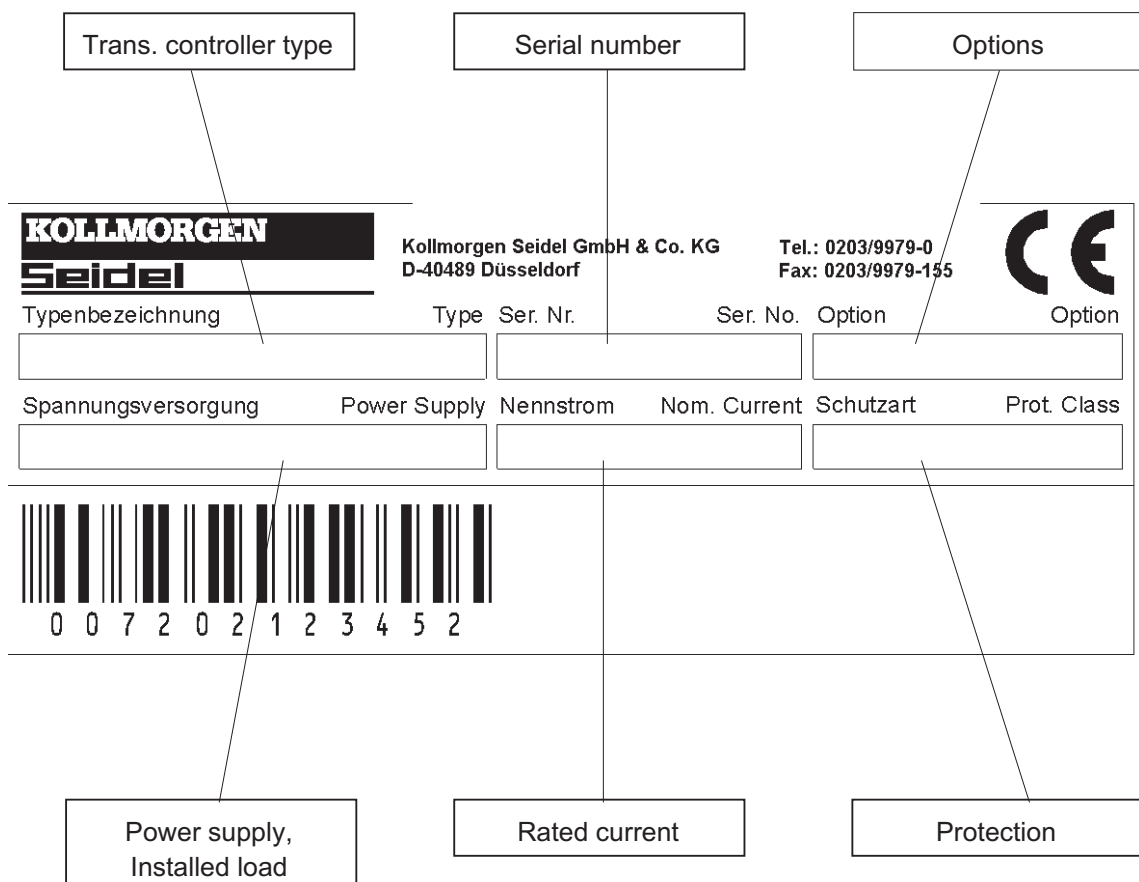 Trans. controller type
Serial number
Options
KOLLMORGEN
Seidel
Kollmorgen Seidel GmbH & Co. KG
D-40489 Düsseldorf
Tel.: 0203/9979-0
Fax: 0203/9979-155
CE
Typenbezeichnung Type
Ser. Nr. Ser. No.
Option Option
Spannungsversorgung Power Supply
Nennstrom Nom. Current
Schutzart Prot. Class
0 0 7 2 0 2 1 2 3 4 5 2
Power supply,
Installed load
Rated current
Protection